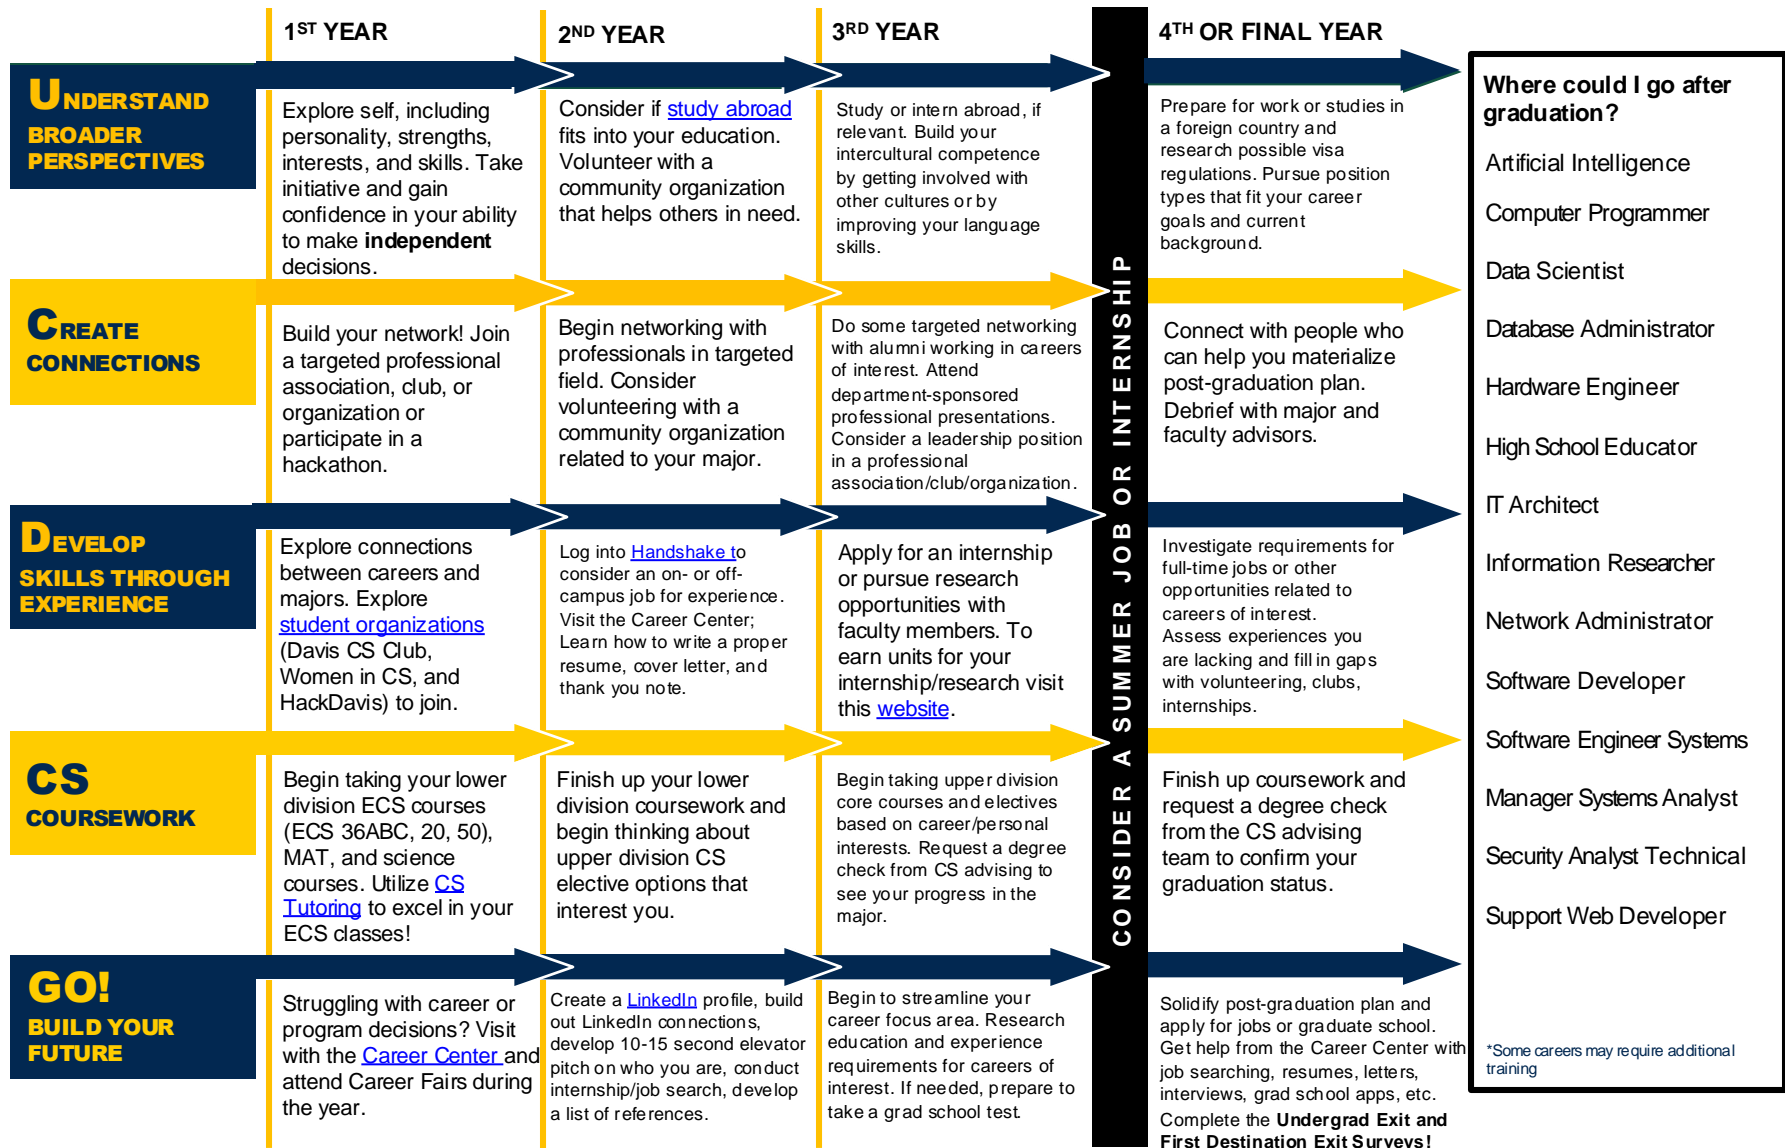 1ST YEAR
2ND YEAR
3RD YEAR
4TH OR FINAL YEAR
UNDERSTAND
BROADER
PERSPECTIVES
Explore self, including
personality, strengths,
interests, and skills. Take
initiative and gain
confidence in your ability
to make independent
decisions.
Consider if study abroad
fits into your education.
Volunteer with a
community organization
that helps others in need.
Study or intern abroad, if
relevant. Build your
intercultural competence
by getting involved with
other cultures or by
improving your language
skills.
Prepare for work or studies in
a foreign country and
research possible visa
regulations. Pursue position
types that fit your career
goals and current
background.
CREATE
CONNECTIONS
Build your network! Join
a targeted professional
association, club, or
organization or
participate in a
hackathon.
Begin networking with
professionals in targeted
field. Consider
volunteering with a
community organization
related to your major.
Do some targeted networking
with alumni working in careers
of interest. Attend
department-sponsored
professional presentations.
Consider a leadership position
in a professional
association/club/organization.
Connect with people who
can help you materialize
post-graduation plan.
Debrief with major and
faculty advisors.
DEVELOP
SKILLS THROUGH
EXPERIENCE
Explore connections
between careers and
majors. Explore
student organizations
(Davis CS Club,
Women in CS, and
HackDavis) to join.
Log into Handshake to
consider an on- or off-
campus job for experience.
Visit the Career Center;
Learn how to write a proper
resume, cover letter, and
thank you note.
Apply for an internship
or pursue research
opportunities with
faculty members. To
earn units for your
internship/research visit
this website.
Investigate requirements for
full-time jobs or other
opportunities related to
careers of interest.
Assess experiences you
are lacking and fill in gaps
with volunteering, clubs,
internships.
CS
COURSEWORK
Begin taking your lower
division ECS courses
(ECS 36ABC, 20, 50),
MAT, and science
courses. Utilize CS
Tutoring to excel in your
ECS classes!
Finish up your lower
division coursework and
begin thinking about
upper division CS
elective options that
interest you.
Begin taking upper division
core courses and electives
based on career/personal
interests. Request a degree
check from CS advising to
see your progress in the
major.
Finish up coursework and
request a degree check
from the CS advising
team to confirm your
graduation status.
GO!
BUILD YOUR
FUTURE
Struggling with career or
program decisions? Visit
with the Career Center and
attend Career Fairs during
the year.
Create a LinkedIn profile, build
out LinkedIn connections,
develop 10-15 second elevator
pitch on who you are, conduct
internship/job search, develop
a list of references.
Begin to streamline your
career focus area. Research
education and experience
requirements for careers of
interest. If needed, prepare to
take a grad school test.
Solidify post-graduation plan and
apply for jobs or graduate school.
Get help from the Career Center with
job searching, resumes, letters,
interviews, grad school apps, etc.
Complete the Undergrad Exit and
First Destination Exit Surveys!
CONSIDER A SUMMER JOB OR INTERNSHIP
Where could I go after
graduation?
Artificial Intelligence
Computer Programmer
Data Scientist
Database Administrator
Hardware Engineer
High School Educator
IT Architect
Information Researcher
Network Administrator
Software Developer
Software Engineer Systems
Manager Systems Analyst
Security Analyst Technical
Support Web Developer
*Some careers may require additional
training